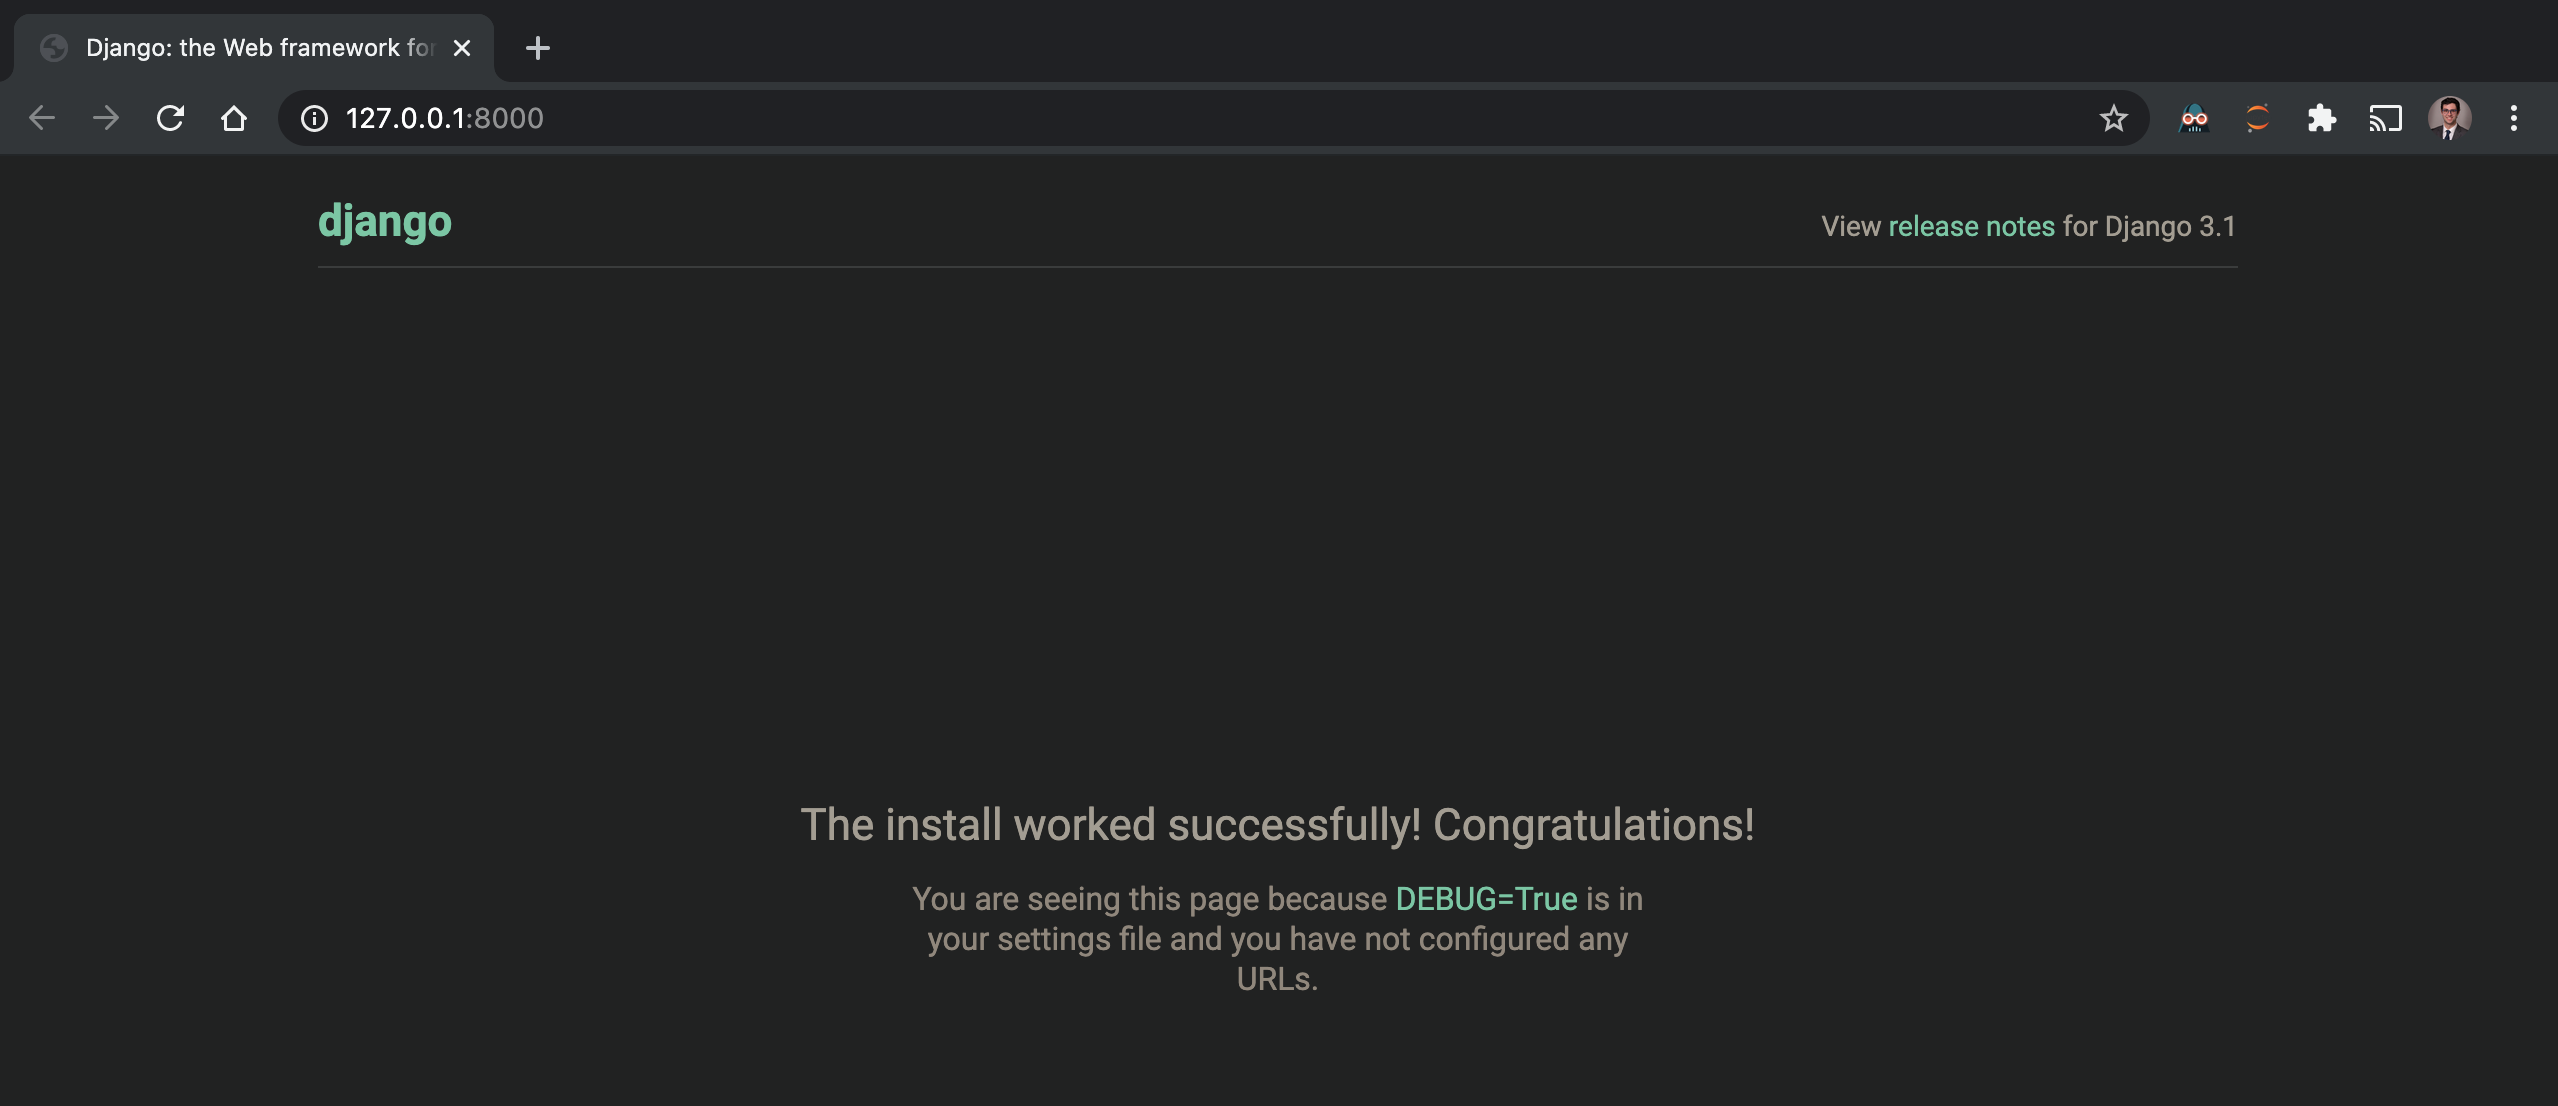 Django: the Web framework for
127.0.0.1:8000
django
View release notes for Django 3.1
The install worked successfully! Congratulations!
You are seeing this page because DEBUG=True is in
your settings file and you have not configured any
URLs.